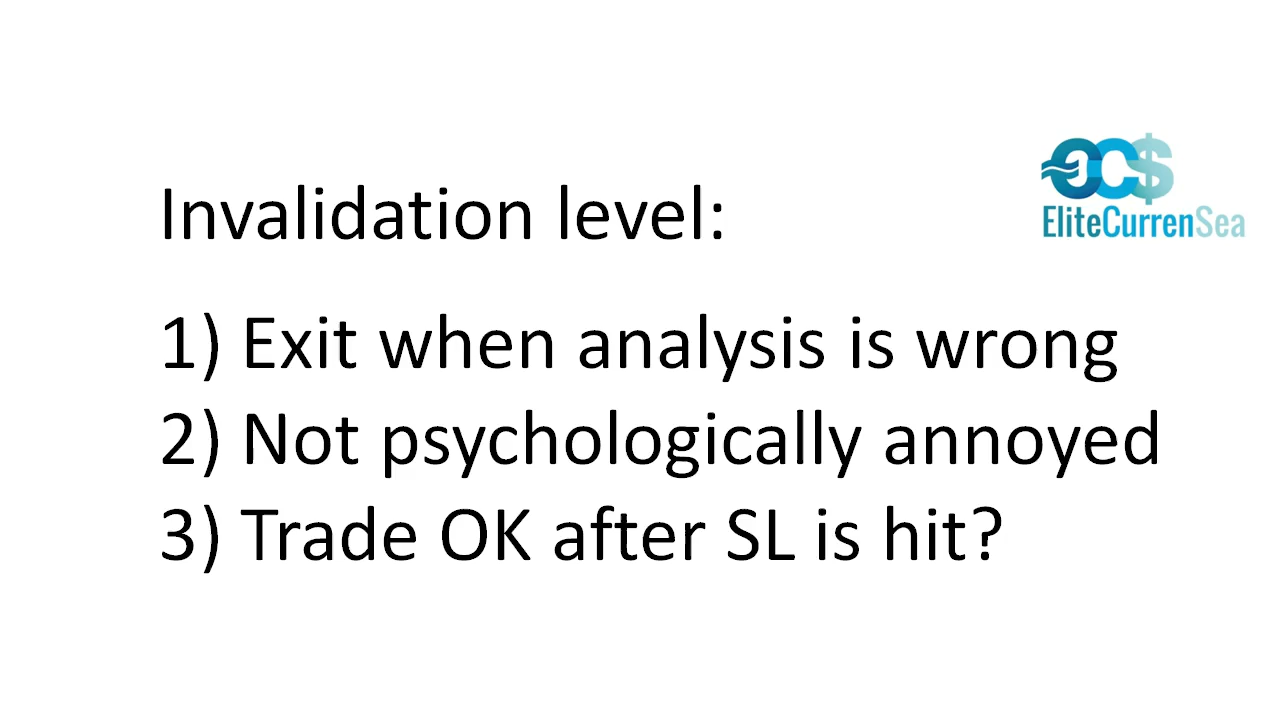 Invalidation level:
ECS
EliteCurrenSea
1) Exit when analysis is wrong
2) Not psychologically annoyed
3) Trade OK after SL is hit?